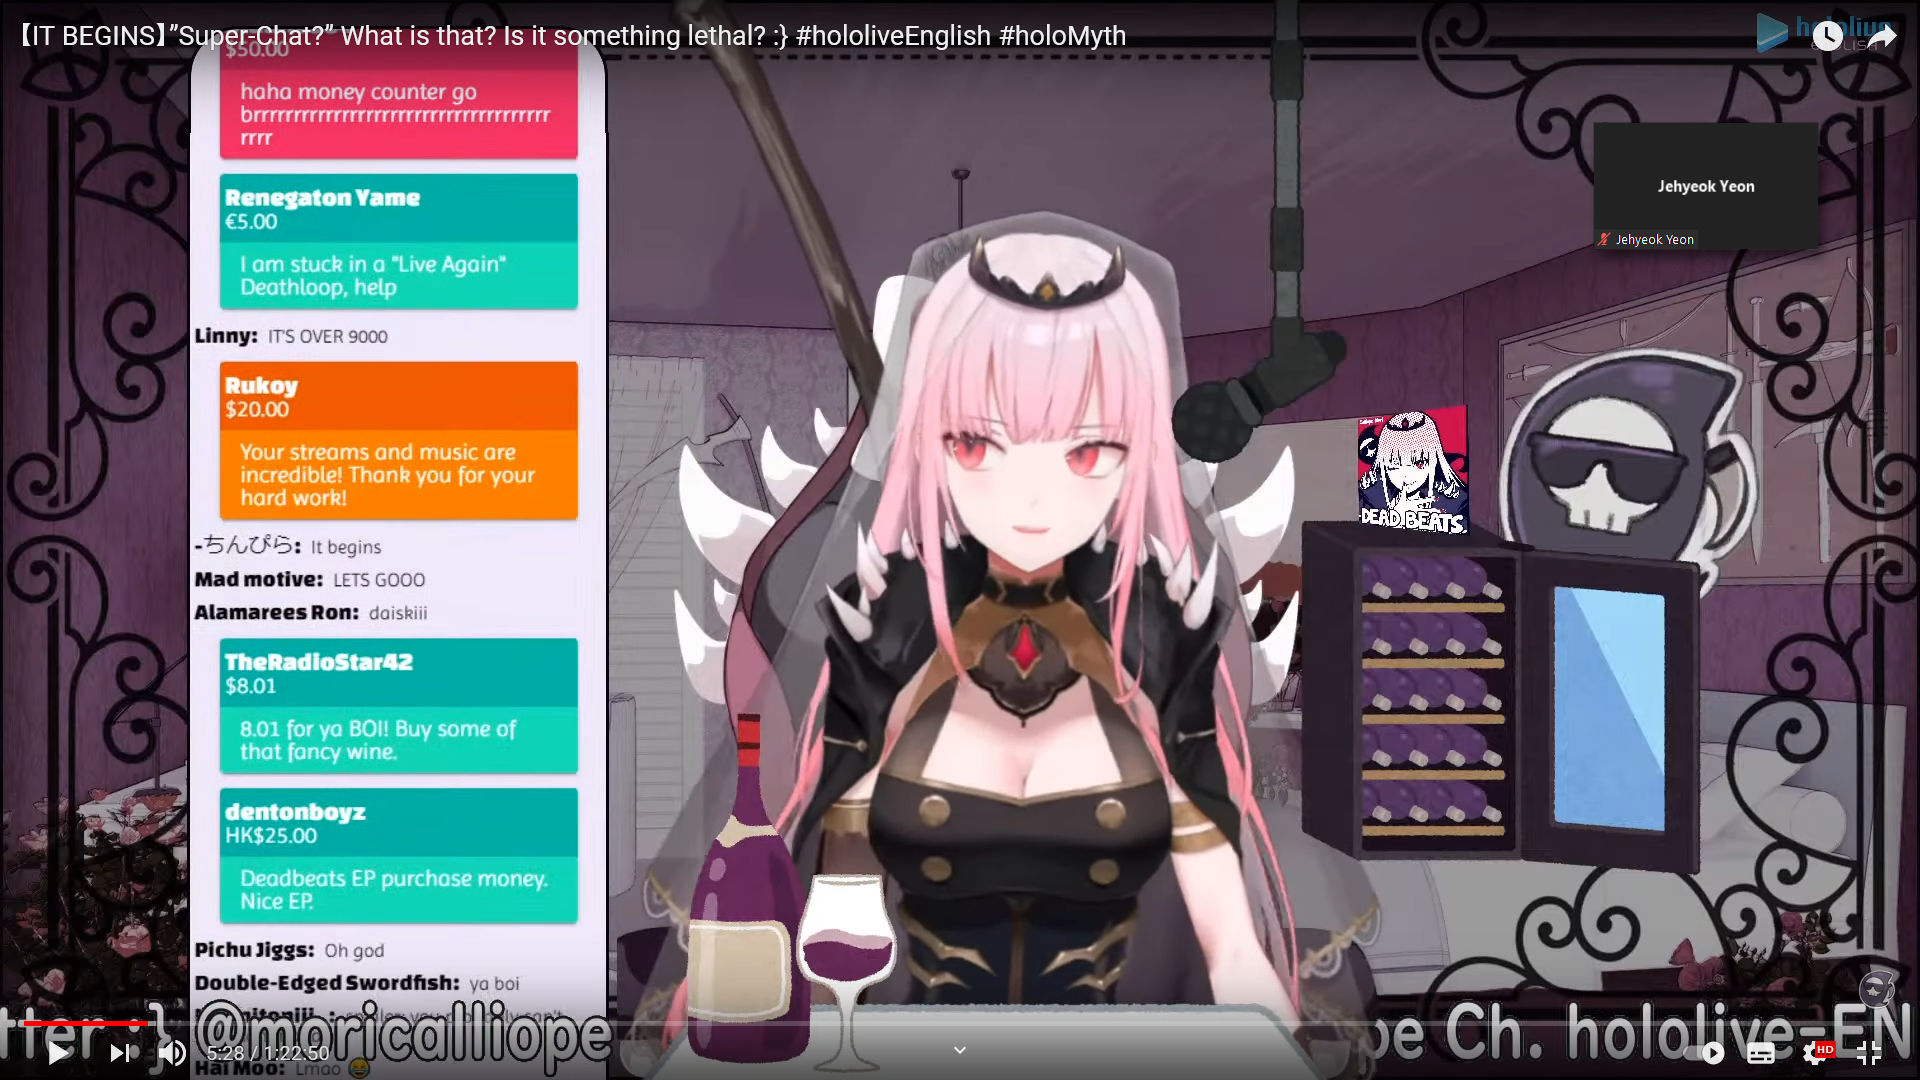 【IT BEGINS】”Super-Chat?” What is that? Is it something lethal? :} #hololiveEnglish #holoMyth
hololive
ENGLISH
$50.00
haha money counter go
brrrrrrrrrrrrrrrrrrrrrrrrrrrrrrrrrrrrr
rrrr
Renegaton Yame
€5.00
I am stuck in a "Live Again"
Deathloop, help
Linny: IT'S OVER 9000
Rukoy
$20.00
Your streams and music are
incredible! Thank you for your
hard work!
-ちんぴら: It begins
Mad motive: LETS GOOO
Alamarees Ron: daiskiii
TheRadioStar42
$8.01
8.01 for ya BOI! Buy some of
that fancy wine.
dentonboyz
HK$25.00
Deadbeats EP purchase money.
Nice EP.
Pichu Jiggs: Oh god
Double-Edged Swordfish: ya boi
Hai Moo: Lmao 😂
Jehyeok Yeon
Jehyeok Yeon
DEAD BEATS
tter :} @moricalliope
pe Ch. hololive-EN
5:28 / 1:22:50
HD